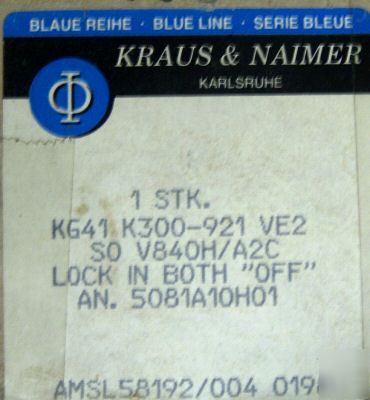 BLAUE REIHE · BLUE LINE · SERIE BLEUE
KRAUS & NAIMER
KARLSRUHE
1 STK.
KG41 K300-921 VE2
SO V840H/A2C
LOCK IN BOTH "OFF"
AN. 5081A10H01
AMSL58192/004